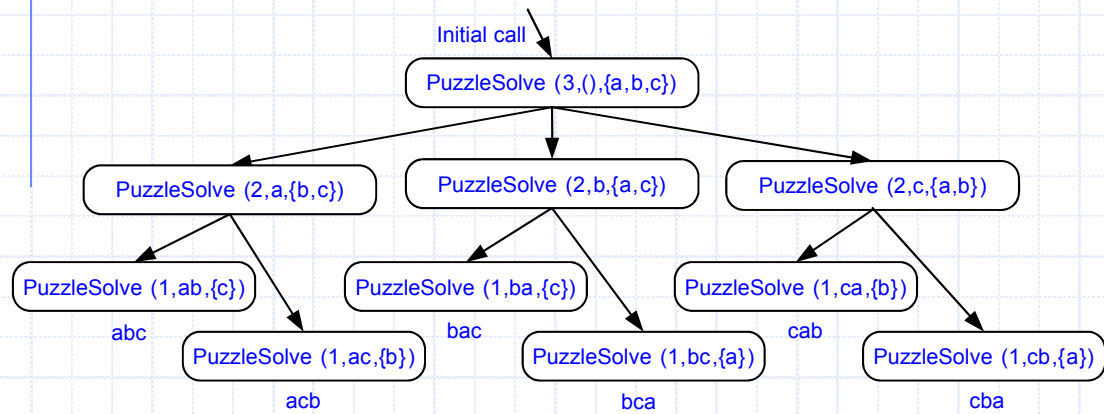 Initial call
PuzzleSolve (3,(),{a,b,c})
PuzzleSolve (2,a,{b,c})
PuzzleSolve (2,b,{a,c})
PuzzleSolve (2,c,{a,b})
PuzzleSolve (1,ab,{c})
abc
PuzzleSolve (1,ba,{c})
bac
PuzzleSolve (1,ca,{b})
cab
PuzzleSolve (1,ac,{b})
acb
PuzzleSolve (1,bc,{a})
bca
PuzzleSolve (1,cb,{a})
cba